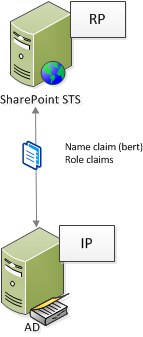 RP
SharePoint STS
Name claim (bert)
Role claims
IP
AD